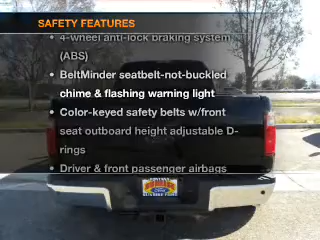 SAFETY FEATURES
• 4-wheel anti-lock braking system
(ABS)
• BeltMinder seatbelt-not-buckled
chime & flashing warning light
• Color-keyed safety belts w/front
seat outboard height adjustable D-
rings
• Driver & front passenger airbags